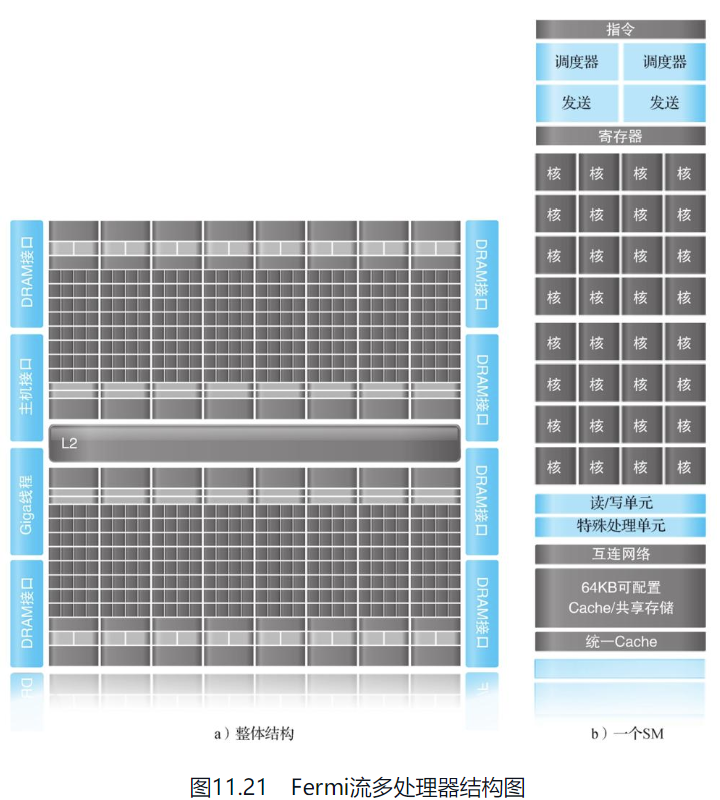 DRAM接口
主机接口
Giga线程
DRAM接口
L2
DRAM接口
DRAM接口
DRAM接口
DRAM接口
a）整体结构
指令
调度器 调度器
发送 发送
寄存器
核 核 核 核
核 核 核 核
核 核 核 核
核 核 核 核
核 核 核 核
核 核 核 核
核 核 核 核
核 核 核 核
读/写单元
特殊处理单元
互连网络
64KB可配置
Cache/共享存储
统一Cache
b）一个SM
图11.21 Fermi流多处理器结构图